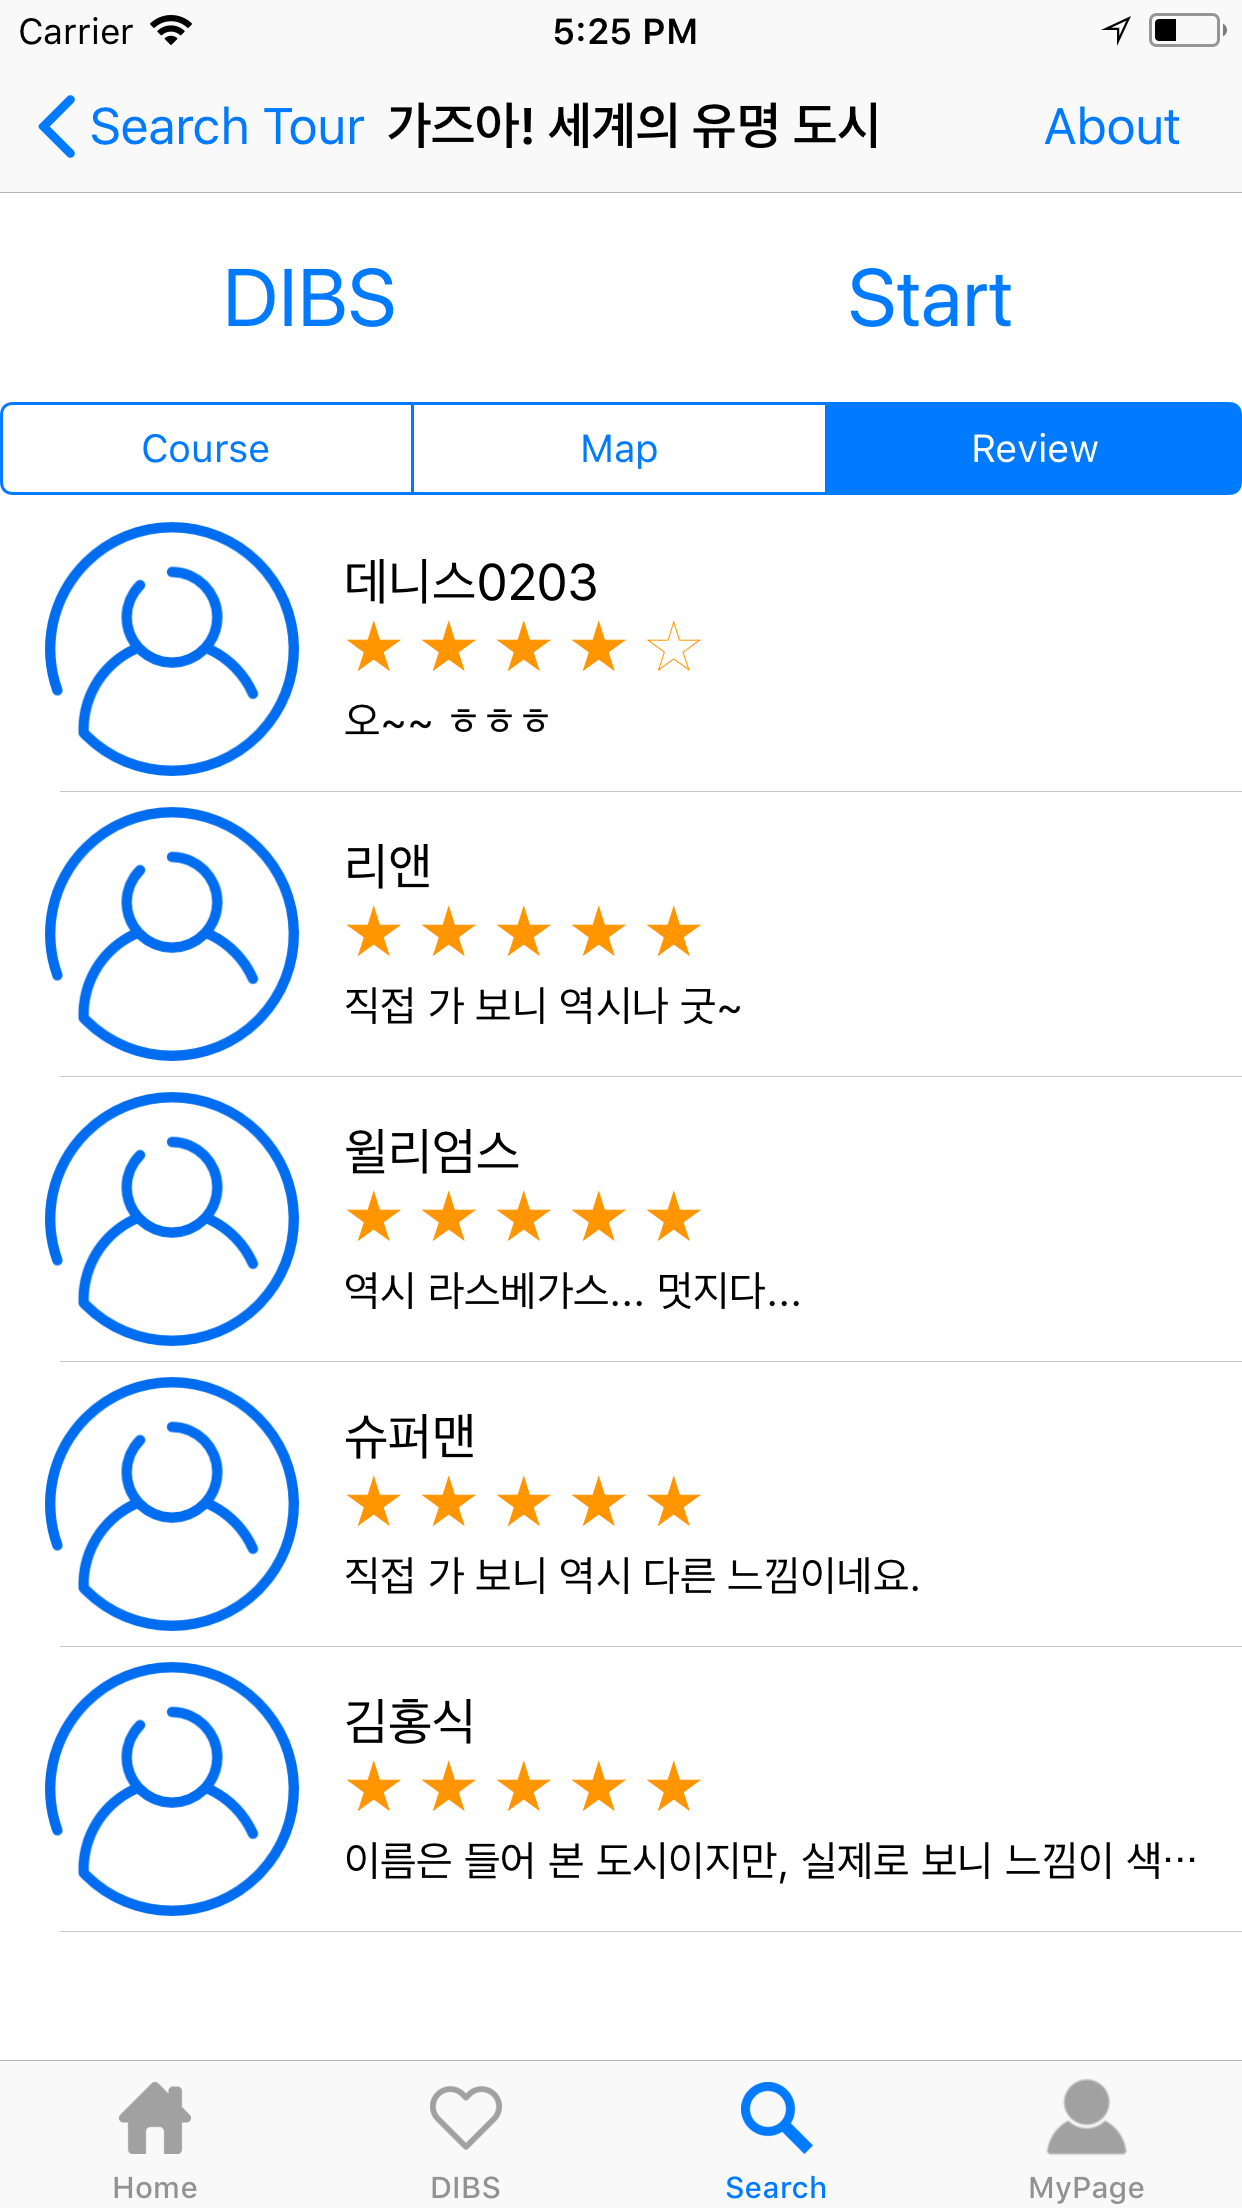 Carrier 5:25 PM
Search Tour 가즈아! 세계의 유명 도시 About
DIBS Start
Course Map Review
데니스0203
★ ★ ★ ★ ☆
오~~ ㅎㅎㅎ
리앤
★ ★ ★ ★ ★
직접 가 보니 역시나 굿~
윌리엄스
★ ★ ★ ★ ★
역시 라스베가스... 멋지다...
슈퍼맨
★ ★ ★ ★ ★
직접 가 보니 역시 다른 느낌이네요.
김홍식
★ ★ ★ ★ ★
이름은 들어 본 도시이지만, 실제로 보니 느낌이 색…
Home DIBS Search MyPage